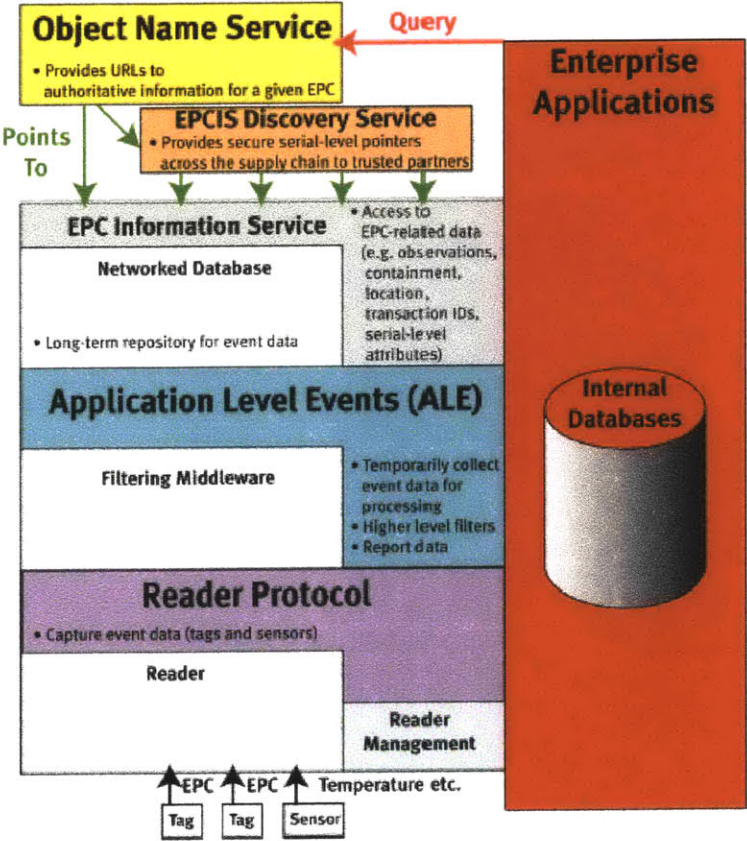 Object Name Service
• Provides URLs to
authoritative information for a given EPC
Query
Enterprise
Applications
Points
To
EPCIS Discovery Service
• Provides secure serial-level pointers
across the supply chain to trusted partners
EPC Information Service
• Access to
EPC-related data
(e.g. observations,
containment,
location,
transaction IDs,
serial-level
attributes)
Networked Database
• Long-term repository for event data
Application Level Events (ALE)
Internal
Databases
Filtering Middleware
• Temporarily collect
event data for
processing
• Higher level filters
• Report data
Reader Protocol
• Capture event data (tags and sensors)
Reader
Reader
Management
EPC
EPC
Temperature etc.
Tag
Tag
Sensor